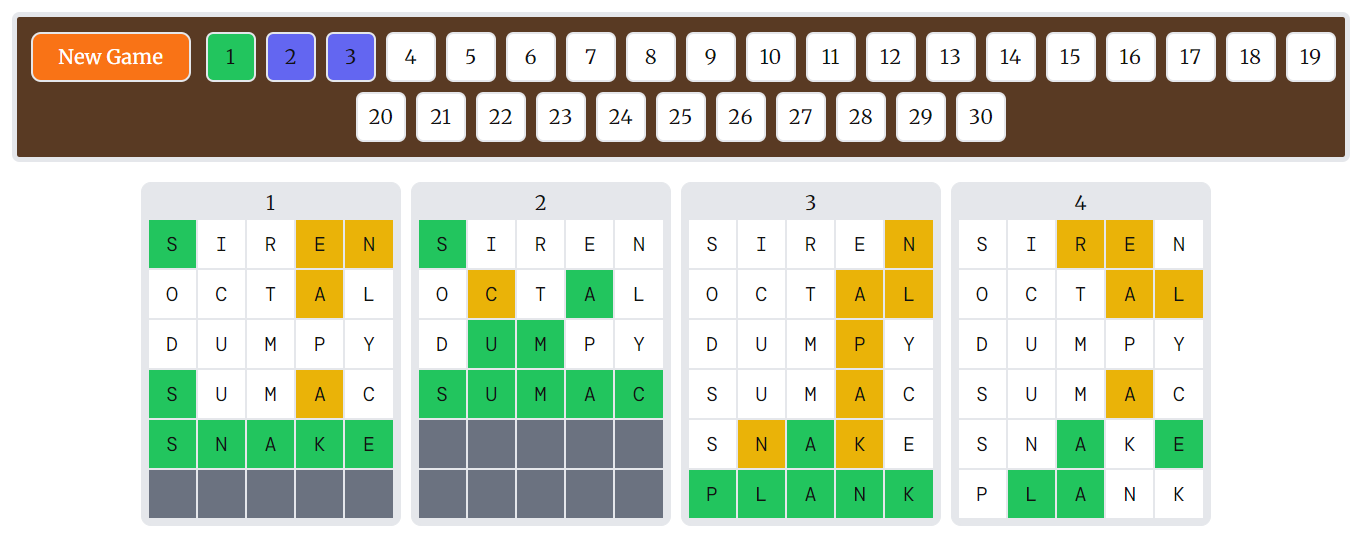 New Game 1 2 3 4 5 6 7 8 9 10 11 12 13 14 15 16 17 18 19
20 21 22 23 24 25 26 27 28 29 30
1
S I R E N
O C T A L
D U M P Y
S U M A C
S N A K E
2
S I R E N
O C T A L
D U M P Y
S U M A C
3
S I R E N
O C T A L
D U M P Y
S U M A C
S N A K E
P L A N K
4
S I R E N
O C T A L
D U M P Y
S U M A C
S N A K E
P L A N K